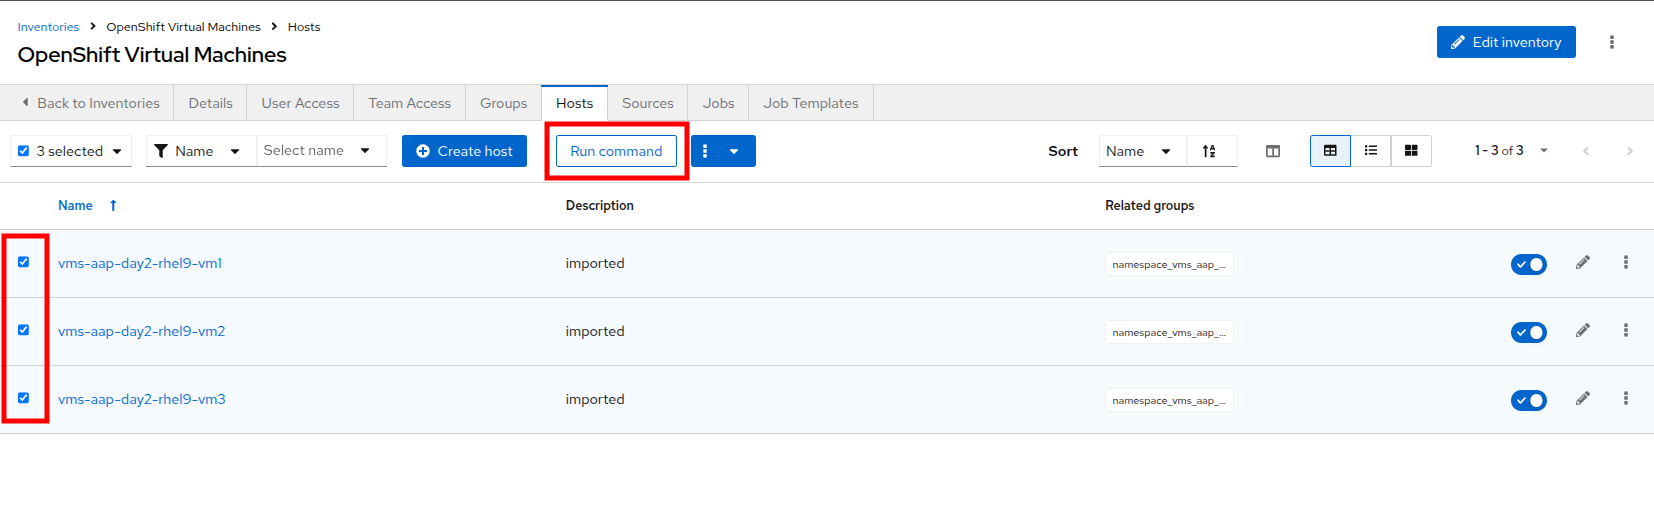 Inventories > OpenShift Virtual Machines > Hosts
OpenShift Virtual Machines
Edit inventory
Back to Inventories Details User Access Team Access Groups Hosts Sources Jobs Job Templates
3 selected Name Select name Create host Run command Sort Name 1 - 3 of 3
Name Description Related groups
vms-aap-day2-rhel9-vm1 imported namespace_vms_aap_...
vms-aap-day2-rhel9-vm2 imported namespace_vms_aap_...
vms-aap-day2-rhel9-vm3 imported namespace_vms_aap_...